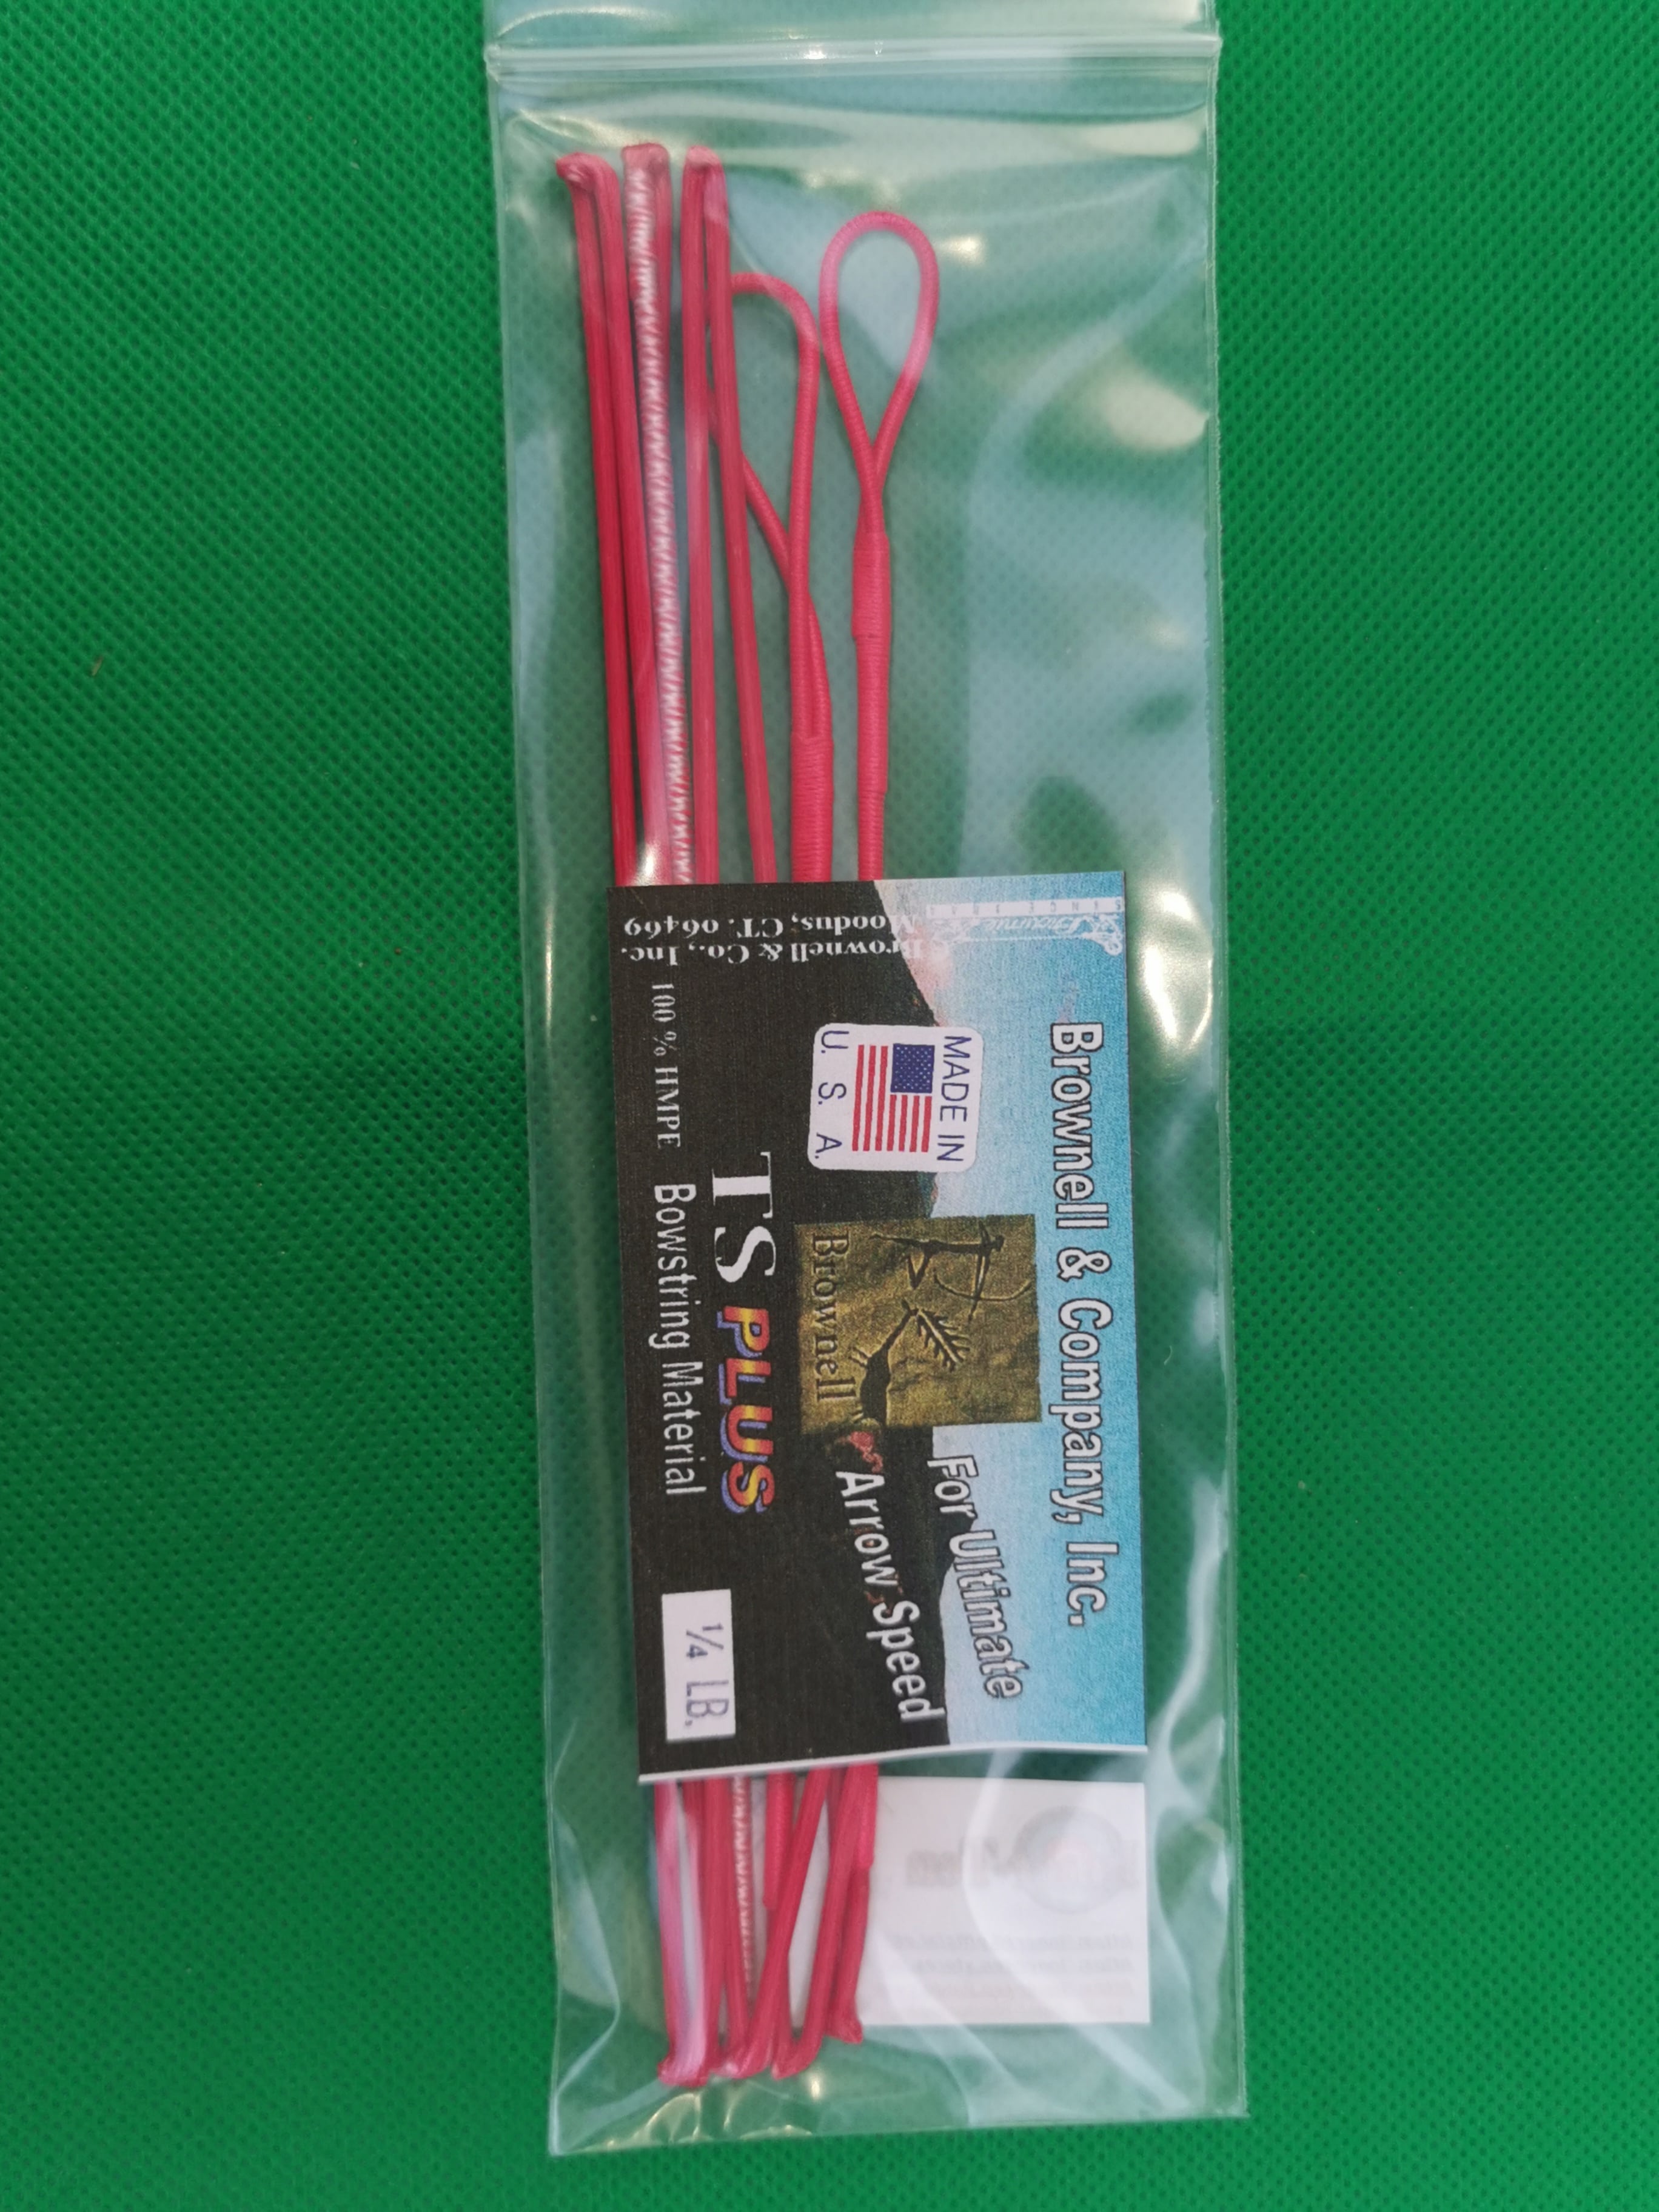 Brownell & Company, Inc.
For Ultimate
Arrow Speed
MADE IN
U. S. A.
Brownell
TS PLUS
100 % HMPE Bowstring Material
1/4 LB.
Brownell & Co., Inc.
Moodus, CT. 06469